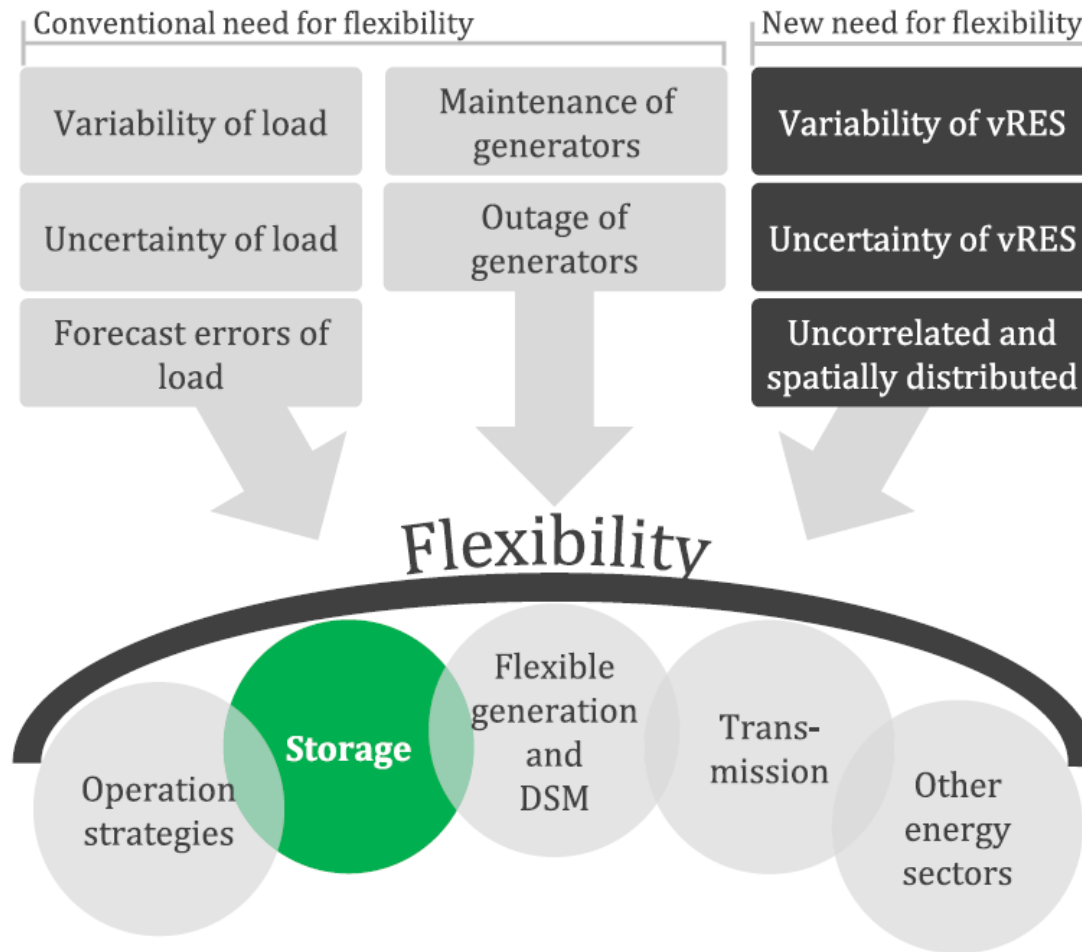 Conventional need for flexibility
New need for flexibility
Variability of load
Maintenance of
generators
Variability of vRES
Uncertainty of load
Outage of
generators
Uncertainty of vRES
Forecast errors of
load
Uncorrelated and
spatially distributed
Flexibility
Operation
strategies
Storage
Flexible
generation
and
DSM
Trans-
mission
Other
energy
sectors